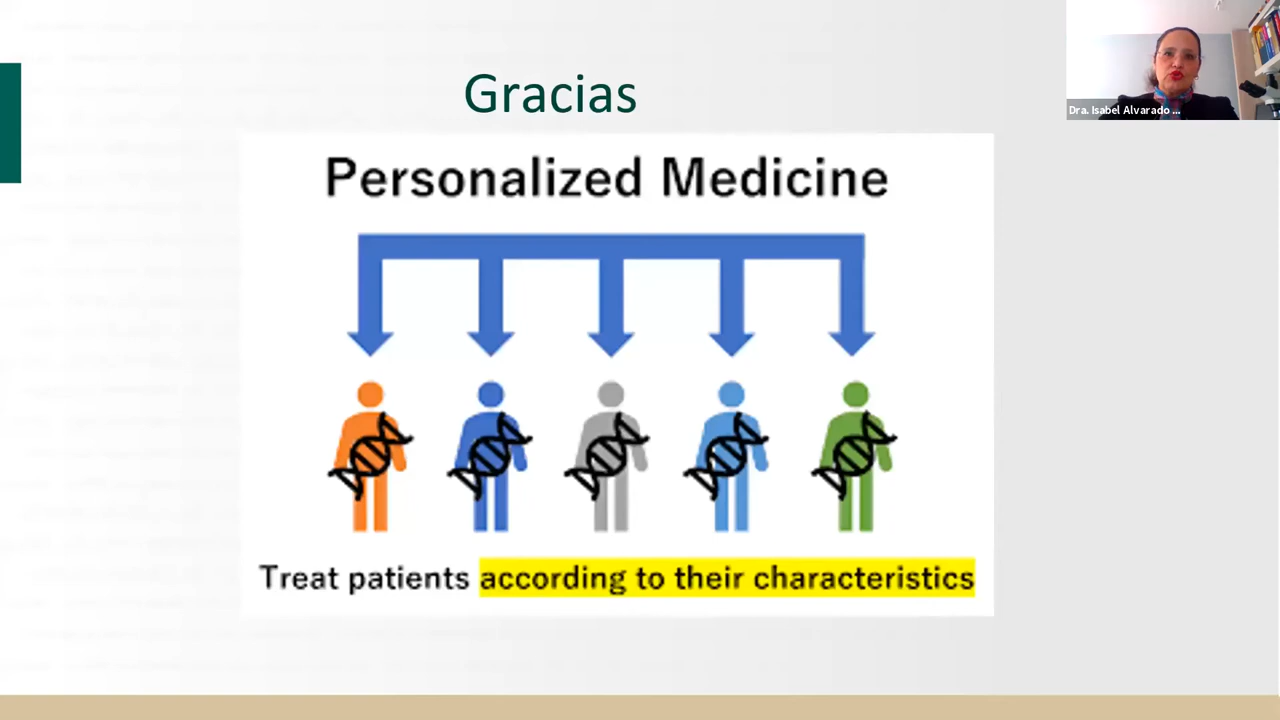 Gracias
Dra. Isabel Alvarado ...
Personalized Medicine
Treat patients according to their characteristics